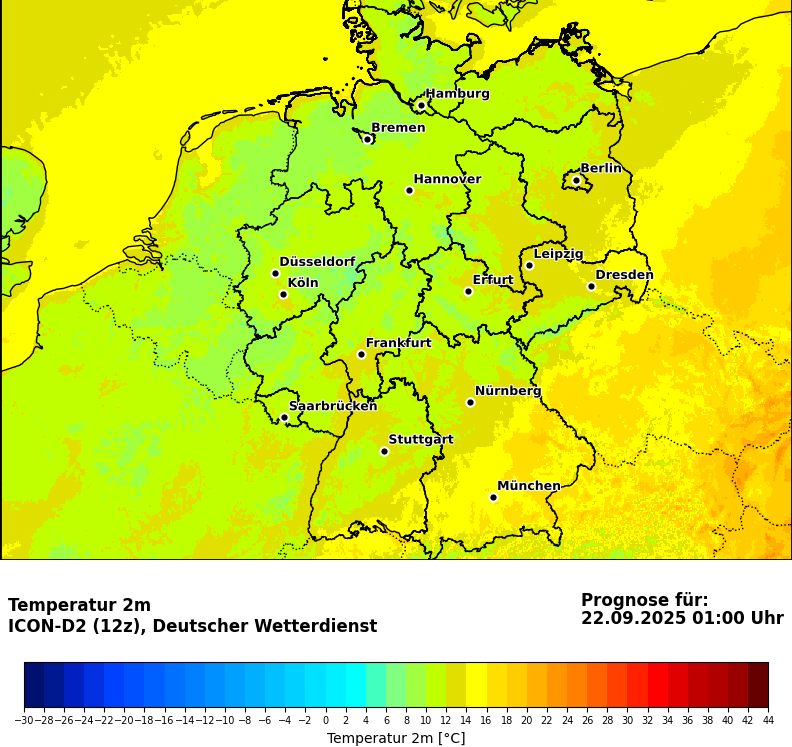 Hamburg
Bremen
Berlin
Hannover
Leipzig
Düsseldorf
Dresden
Köln
Erfurt
Frankfurt
Nürnberg
Saarbrücken
Stuttgart
München
Temperatur 2m
ICON-D2 (12z), Deutscher Wetterdienst
Prognose für:
22.09.2025 01:00 Uhr
−30 −28 −26 −24 −22 −20 −18 −16 −14 −12 −10 −8 −6 −4 −2 0 2 4 6 8 10 12 14 16 18 20 22 24 26 28 30 32 34 36 38 40 42 44
Temperatur 2m [°C]